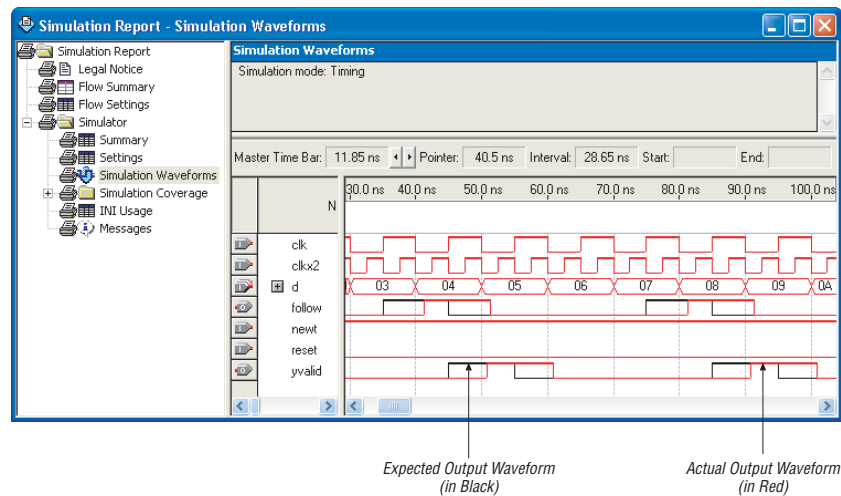 Simulation Report - Simulation Waveforms
Simulation Report
Legal Notice
Flow Summary
Flow Settings
Simulator
Summary
Settings
Simulation Waveforms
Simulation Coverage
INI Usage
Messages
Simulation Waveforms
Simulation mode: Timing
Master Time Bar: 11.85 ns Pointer: 40.5 ns Interval: 28.65 ns Start: End:
N 30.0 ns 40.0 ns 50.0 ns 60.0 ns 70.0 ns 80.0 ns 90.0 ns 100.0 ns
clk
clkx2
d 03 04 05 06 07 08 09 0A
follow
newt
reset
yvalid
Expected Output Waveform Actual Output Waveform
(in Black) (in Red)